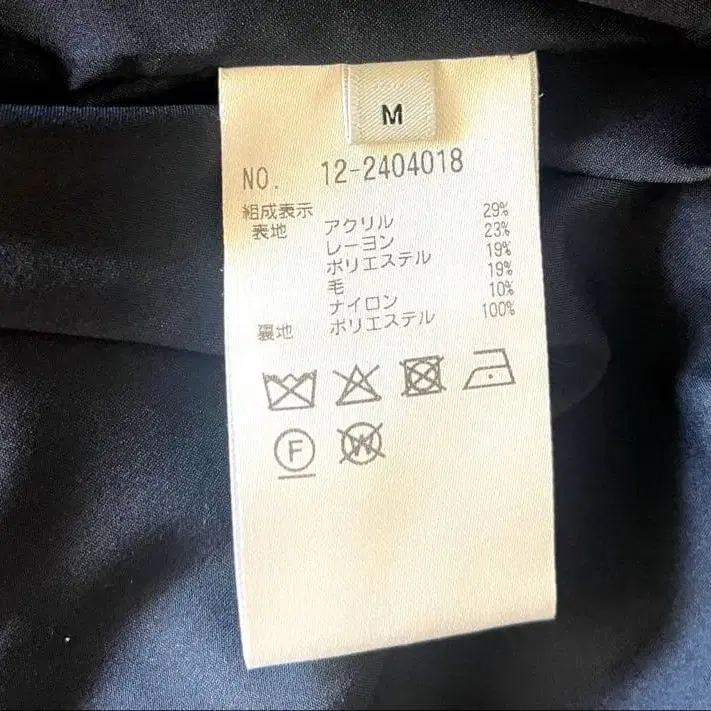 M
NO. 12-2404018
組成表示
表地 アクリル 29%
レーヨン 23%
ポリエステル 19%
毛 19%
ナイロン 10%
裏地 ポリエステル 100%
F
W